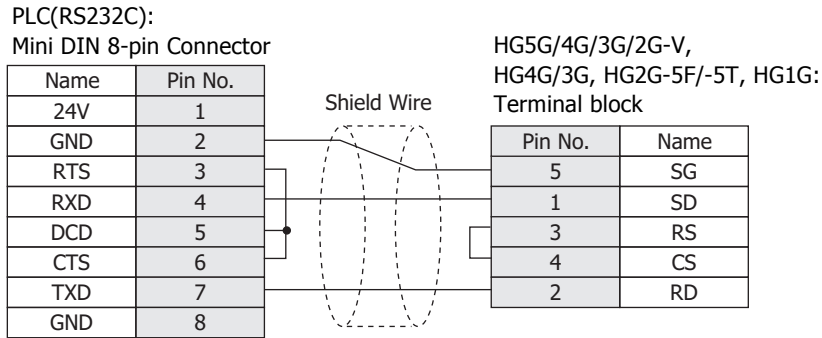 PLC(RS232C):
Mini DIN 8-pin Connector
Name Pin No.
24V 1
GND 2
RTS 3
RXD 4
DCD 5
CTS 6
TXD 7
GND 8
Shield Wire
HG5G/4G/3G/2G-V,
HG4G/3G, HG2G-5F/-5T, HG1G:
Terminal block
Pin No. Name
5 SG
1 SD
3 RS
4 CS
2 RD